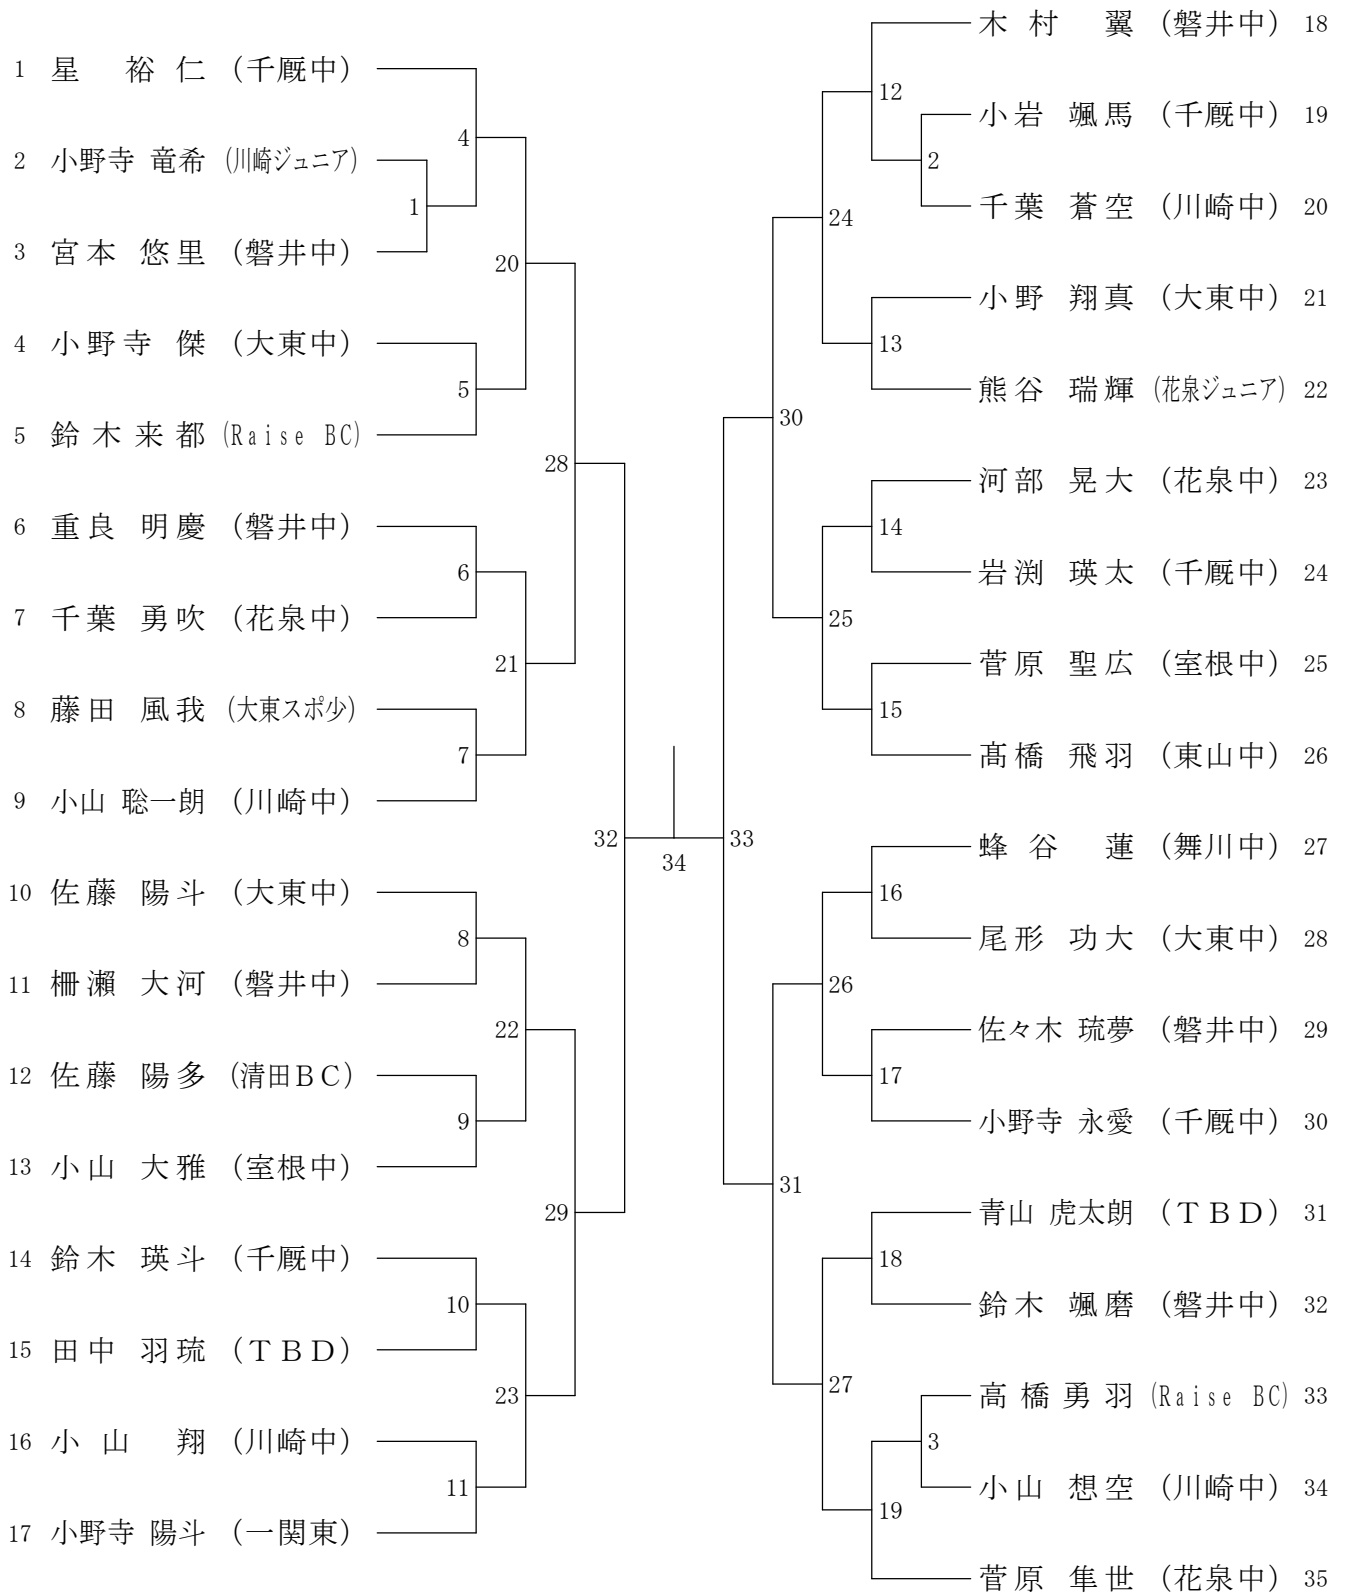 1 星 裕仁 (千厩中)
2 小野寺 竜希 (川崎ジュニア)
3 宮本 悠里 (磐井中)
4 小野寺 傑 (大東中)
5 鈴木来都 (Raise BC)
6 重良 明慶 (磐井中)
7 千葉 勇吹 (花泉中)
8 藤田 風我 (大東スポ少)
9 小山 聡一朗 (川崎中)
10 佐藤 陽斗 (大東中)
11 柵瀨 大河 (磐井中)
12 佐藤 陽多 (清田BC)
13 小山 大雅 (室根中)
14 鈴木 瑛斗 (千厩中)
15 田中 羽琉 (TBD)
16 小山 翔 (川崎中)
17 小野寺 陽斗 (一関東)
4
1
20
5
28
6
21
7
32
8
22
9
29
10
23
11
34
33
12
2
24
13
30
14
25
15
16
26
17
31
18
27
3
19
木村 翼 (磐井中) 18
小岩 颯馬 (千厩中) 19
千葉 蒼空 (川崎中) 20
小野 翔真 (大東中) 21
熊谷 瑞輝 (花泉ジュニア) 22
河部 晃大 (花泉中) 23
岩渕 瑛太 (千厩中) 24
菅原 聖広 (室根中) 25
髙橋 飛羽 (東山中) 26
蜂谷 蓮 (舞川中) 27
尾形 功大 (大東中) 28
佐々木 琉夢 (磐井中) 29
小野寺 永愛 (千厩中) 30
青山 虎太朗 (TBD) 31
鈴木 颯磨 (磐井中) 32
高橋勇羽 (Raise BC) 33
小山 想空 (川崎中) 34
菅原 隼世 (花泉中) 35